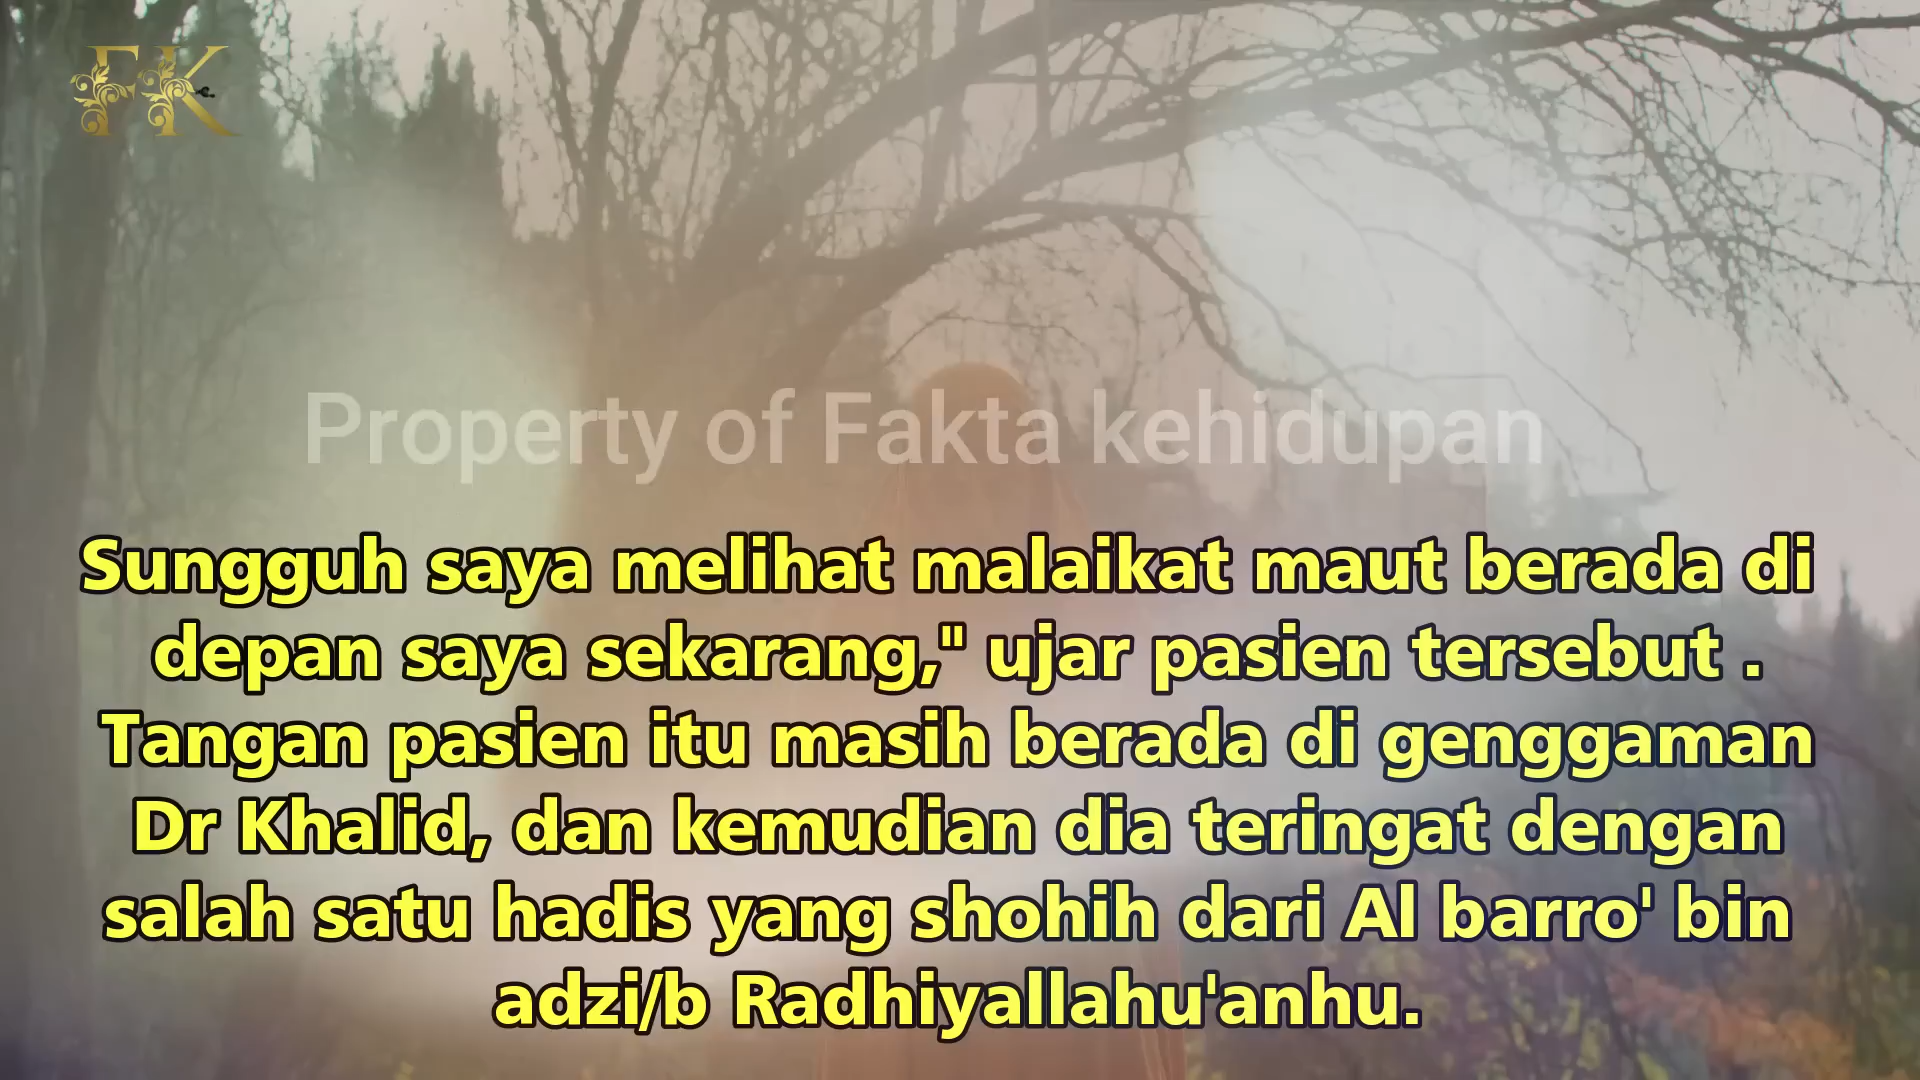 FK
Property of Fakta kehidupan
Sungguh saya melihat malaikat maut berada di
depan saya sekarang," ujar pasien tersebut .
Tangan pasien itu masih berada di genggaman
Dr Khalid, dan kemudian dia teringat dengan
salah satu hadis yang shohih dari Al barro' bin
adzi/b Radhiyallahu'anhu.